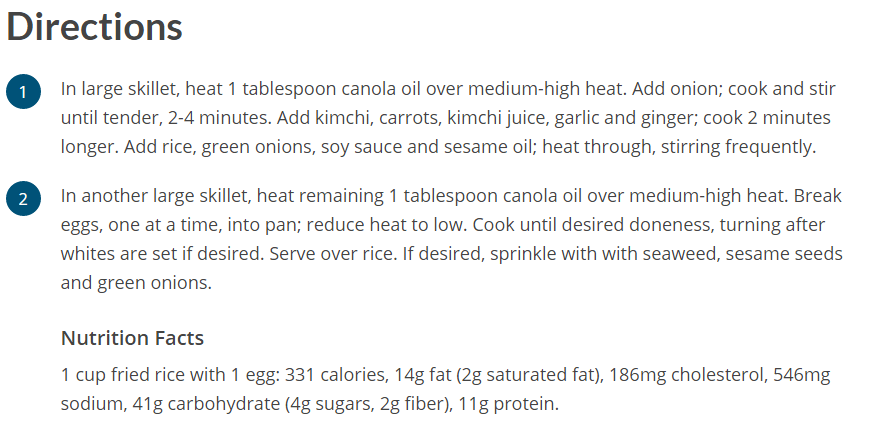 Directions
1
In large skillet, heat 1 tablespoon canola oil over medium-high heat. Add onion; cook and stir
until tender, 2-4 minutes. Add kimchi, carrots, kimchi juice, garlic and ginger; cook 2 minutes
longer. Add rice, green onions, soy sauce and sesame oil; heat through, stirring frequently.
2
In another large skillet, heat remaining 1 tablespoon canola oil over medium-high heat. Break
eggs, one at a time, into pan; reduce heat to low. Cook until desired doneness, turning after
whites are set if desired. Serve over rice. If desired, sprinkle with with seaweed, sesame seeds
and green onions.
Nutrition Facts
1 cup fried rice with 1 egg: 331 calories, 14g fat (2g saturated fat), 186mg cholesterol, 546mg
sodium, 41g carbohydrate (4g sugars, 2g fiber), 11g protein.